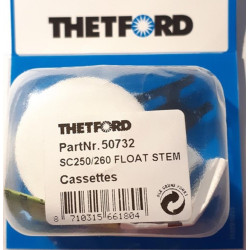 THETFORD
THETFORD
PartNr. 50732
SC250/260 FLOAT STEM
Cassettes
8 710315 661804